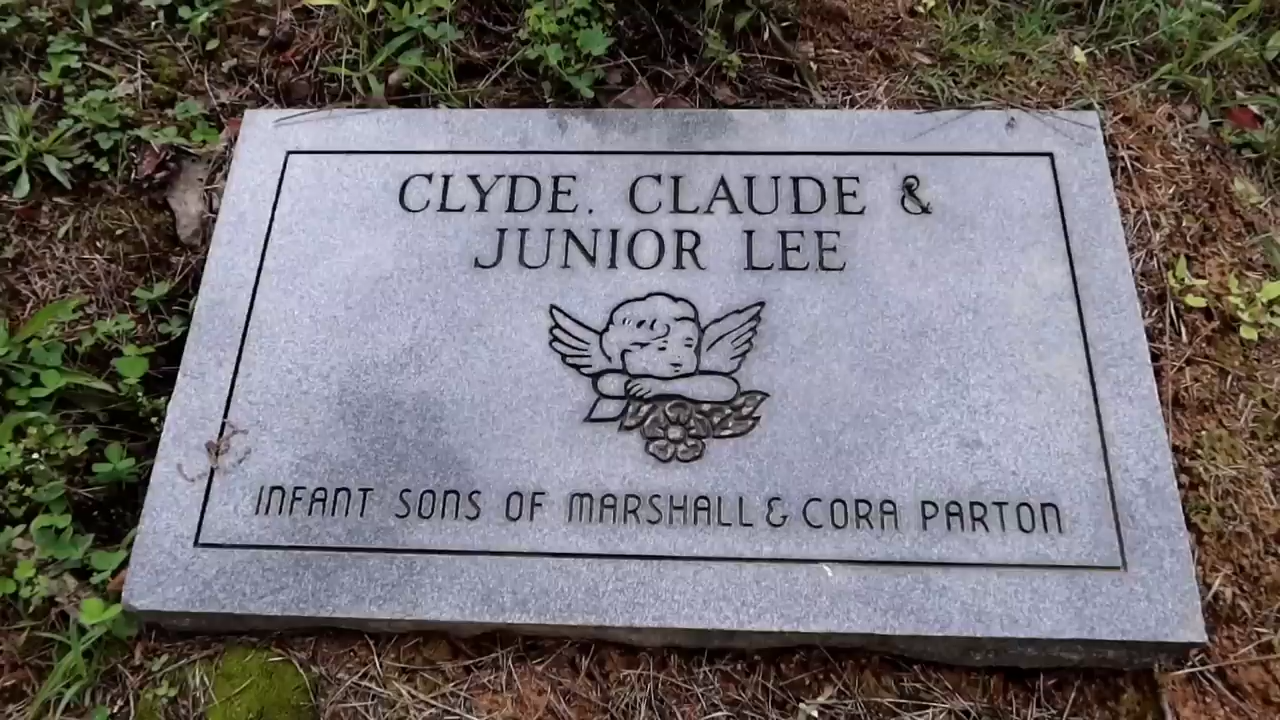 CLYDE. CLAUDE &
JUNIOR LEE
INFANT SONS OF MARSHALL & CORA PARTON